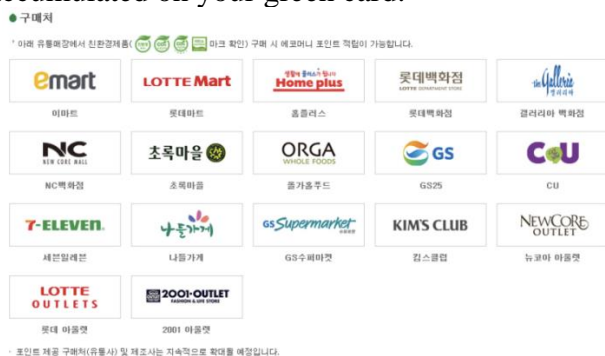 accumulated on your green card.
● 구매처
* 아래 유통매장에서 친환경제품( 마크 확인) 구매 시 에코머니 포인트 적립이 가능합니다.
emart
LOTTE Mart
생활에 플러스가 됩니다
Home plus
롯데백화점
LOTTE DEPARTMENT STORE
the Galleria
갤러리아
이마트
롯데마트
홈플러스
롯데백화점
갤러리아 백화점
NC
NEW CORE MALL
초록마을
ORGA
WHOLE FOODS
GS
CU
NC백화점
초록마을
올가홀푸드
GS25
CU
7-ELEVEN.
나들가게
GS Supermarket
KIM'S CLUB
NEWCORE
OUTLET
세븐일레븐
나들가게
GS수퍼마켓
킴스클럽
뉴코아 아울렛
LOTTE
OUTLETS
2001·OUTLET
FASHION & LIFE STORE
롯데 아울렛
2001 아울렛
· 포인트 제공 구매처(유통사) 및 제조사는 지속적으로 확대될 예정입니다.